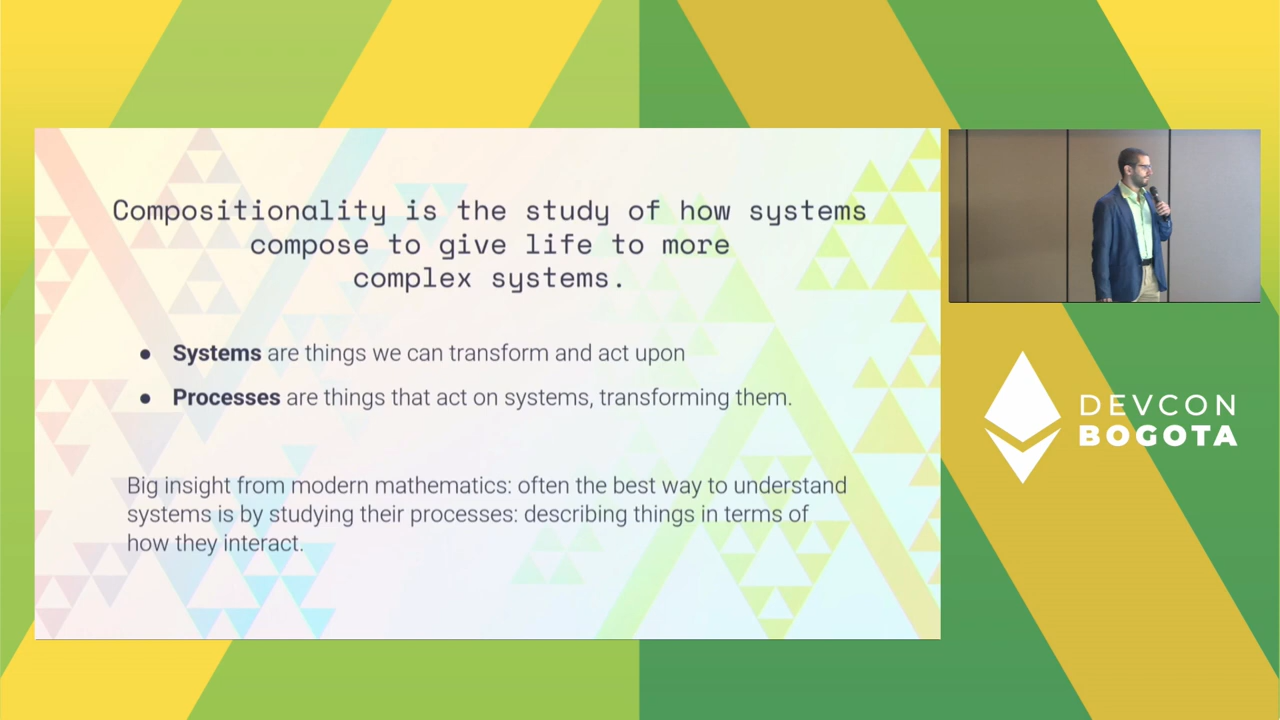 Compositionality is the study of how systems
compose to give life to more
complex systems.
● Systems are things we can transform and act upon
● Processes are things that act on systems, transforming them.
Big insight from modern mathematics: often the best way to understand
systems is by studying their processes: describing things in terms of
how they interact.
DEVCON
BOGOTA